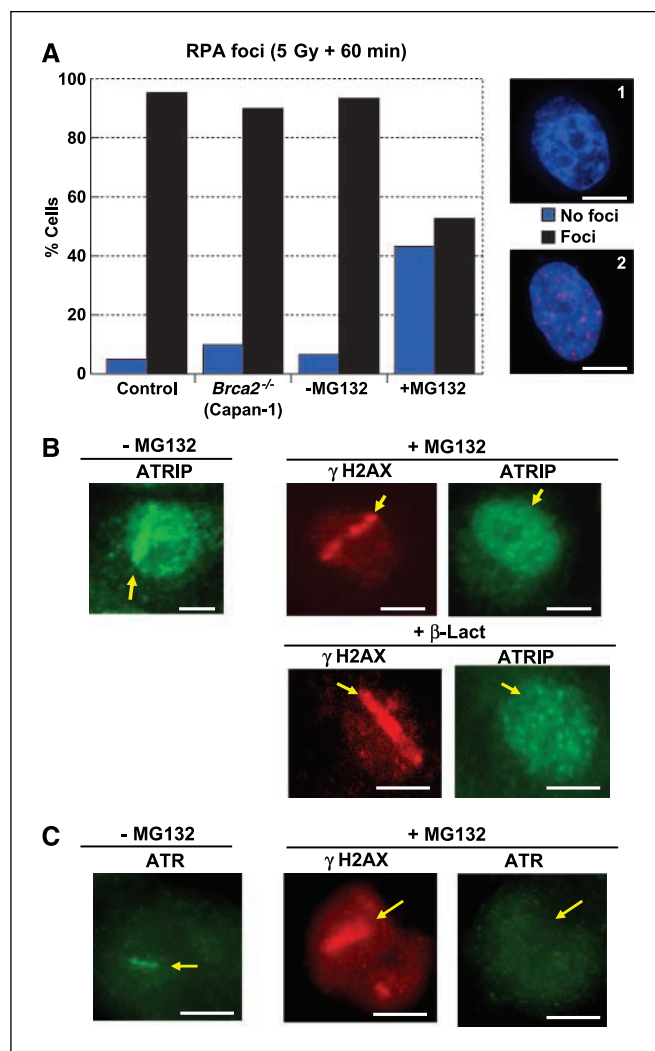 A
RPA foci (5 Gy + 60 min)
100
80
60
40
20
0
% Cells
Control
Brca2-/-
(Capan-1)
-MG132
+MG132
1
No foci
Foci
2
B
- MG132
ATRIP
+ MG132
γ H2AX
ATRIP
+ β-Lact
γ H2AX
ATRIP
C
- MG132
ATR
+ MG132
γ H2AX
ATR